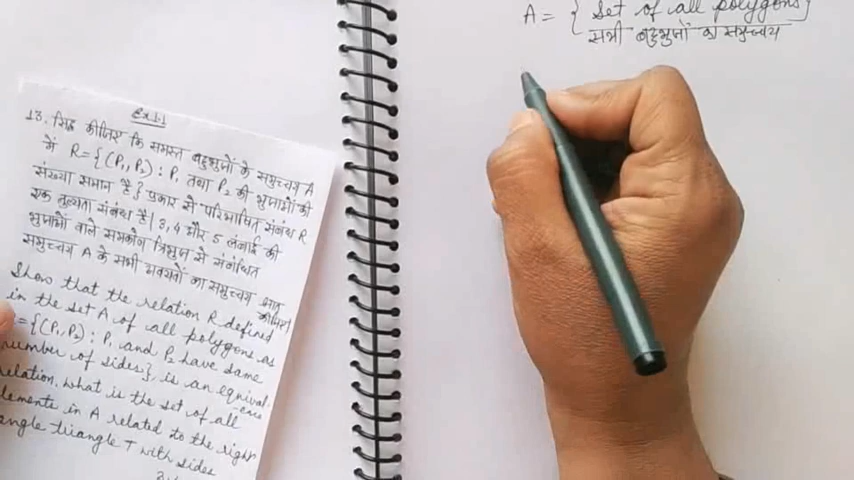 Ex 1.1
13. सिद्ध कीजिए कि समस्त बहुभुजों के समुच्चय A
में R={(P₁,P₂) : P₁ तथा P₂ की भुजाओं की
संख्या समान है} प्रकार से परिभाषित संबंध R
एक तुल्यता संबंध है। 3, 4 और 5 लंबाई की
भुजाओं वाले समकोण त्रिभुज से संबंधित
समुच्चय A के सभी अवयवों का समुच्चय ज्ञात
कीजिए।
Show that the relation R defined
in the set A of all polygons as
={(P₁,P₂) : P₁ and P₂ have same
number of sides}, is an equival-
ence
relation. what is the set of all
elements in A related to the right
angle triangle T with sides
A = { Set of all polygons}
सभी बहुभुजों का समुच्चय